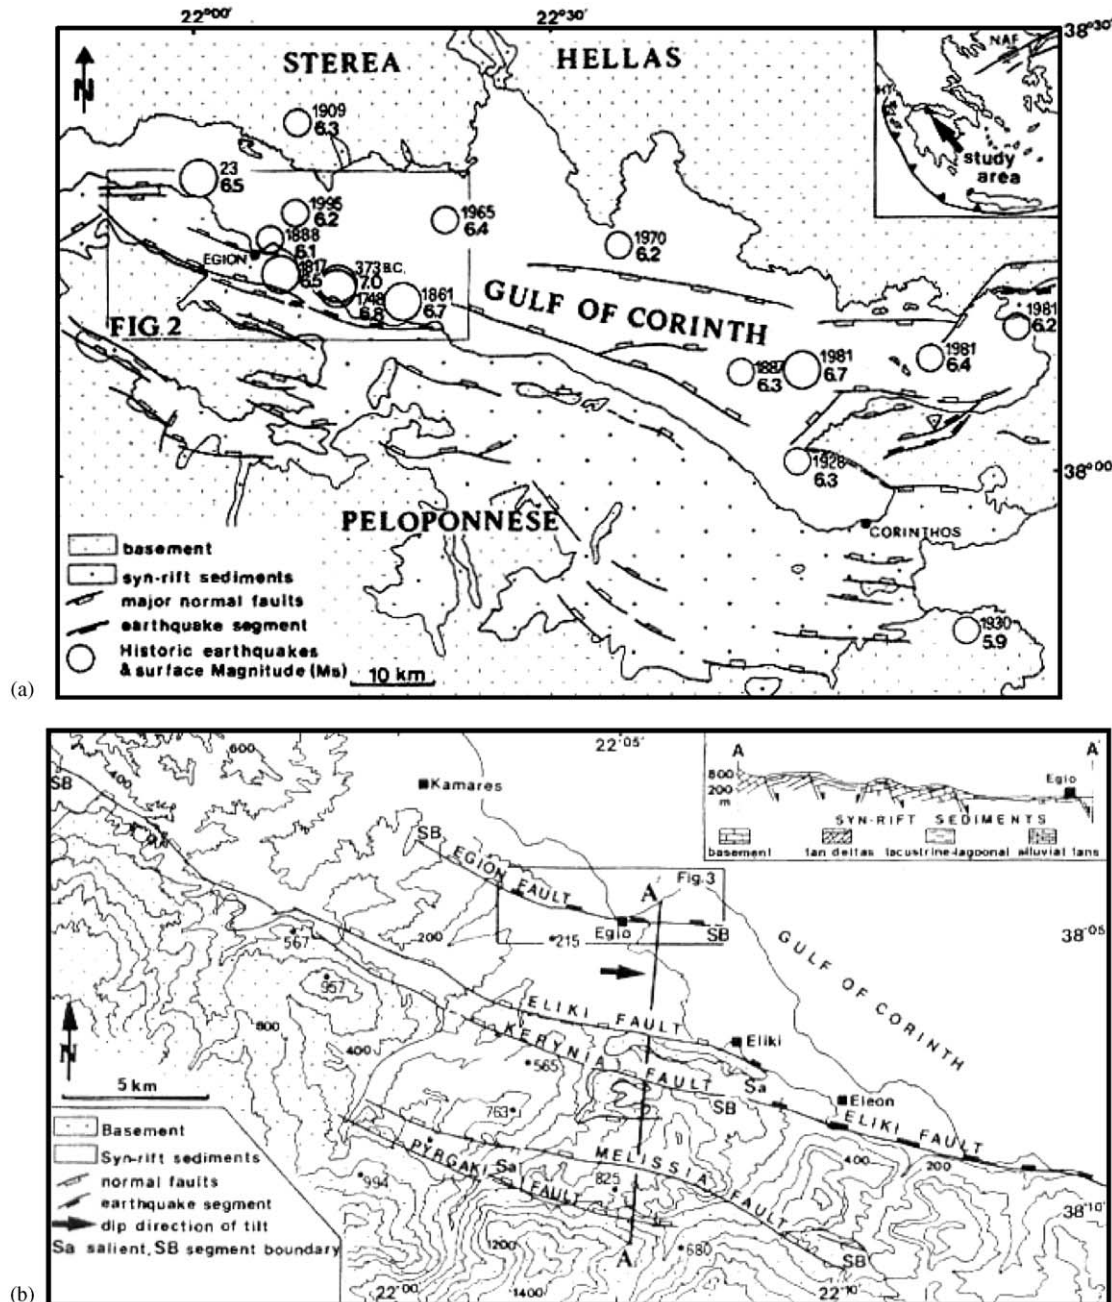 (a)
22°00'
22°30'
38°30'
N
STEREA HELLAS
NAF
HT
study
area
1909
6.3
23
6.5
1995
6.2
1888
6.1
EGION
1817
6.5
373 B.C.
7.0
1748
6.8
1861
6.7
1965
6.4
1970
6.2
FIG.2
GULF OF CORINTH
1981
6.2
1981
6.4
1981
6.7
1887
6.3
1928
6.3
38°00'
CORINTHOS
PELOPONNESE
1930
5.9
basement
syn-rift sediments
major normal faults
earthquake segment
Historic earthquakes
& surface Magnitude (Ms)
10 km
(b)
22°05'
600
400
SB
Kamares
SB
EGION FAULT
Fig.3
A
A
A'
800
200
m
Egio
SYN-RIFT SEDIMENTS
basement
fan deltas
lacustrine-lagoonal
alluvial fans
200
215
Egio
SB
38°05'
GULF OF CORINTH
567
957
800
400
ELIKI FAULT
KERYNIA FAULT
Eliki
Sa
SB
565
763
Eleon
ELIKI FAULT
400
200
N
5 km
PYRGAKI FAULT
Sa
MELISSIA FAULT
825
994
1200
1400
680
SB
A'
38°10'
22°00'
22°10'
Basement
Syn-rift sediments
normal faults
earthquake segment
dip direction of tilt
Sa salient, SB segment boundary